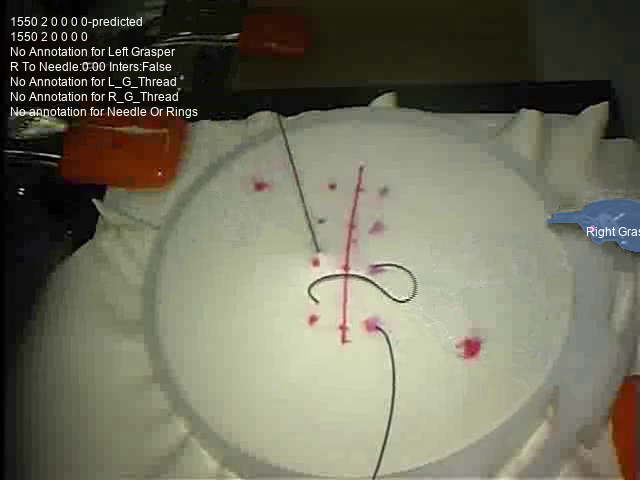 1550 2 0 0 0 0-predicted
1550 2 0 0 0 0
No Annotation for Left Grasper
R To Needle:0.00 Inters:False
No Annotation for L_G_Thread
No Annotation for R_G_Thread
No annotation for Needle Or Rings
Right Gras